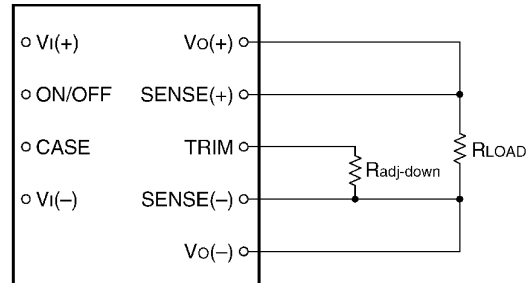 VI(+)
VO(+)
ON/OFF
SENSE(+)
CASE
TRIM
RLOAD
Radj-down
VI(–)
SENSE(–)
VO(–)